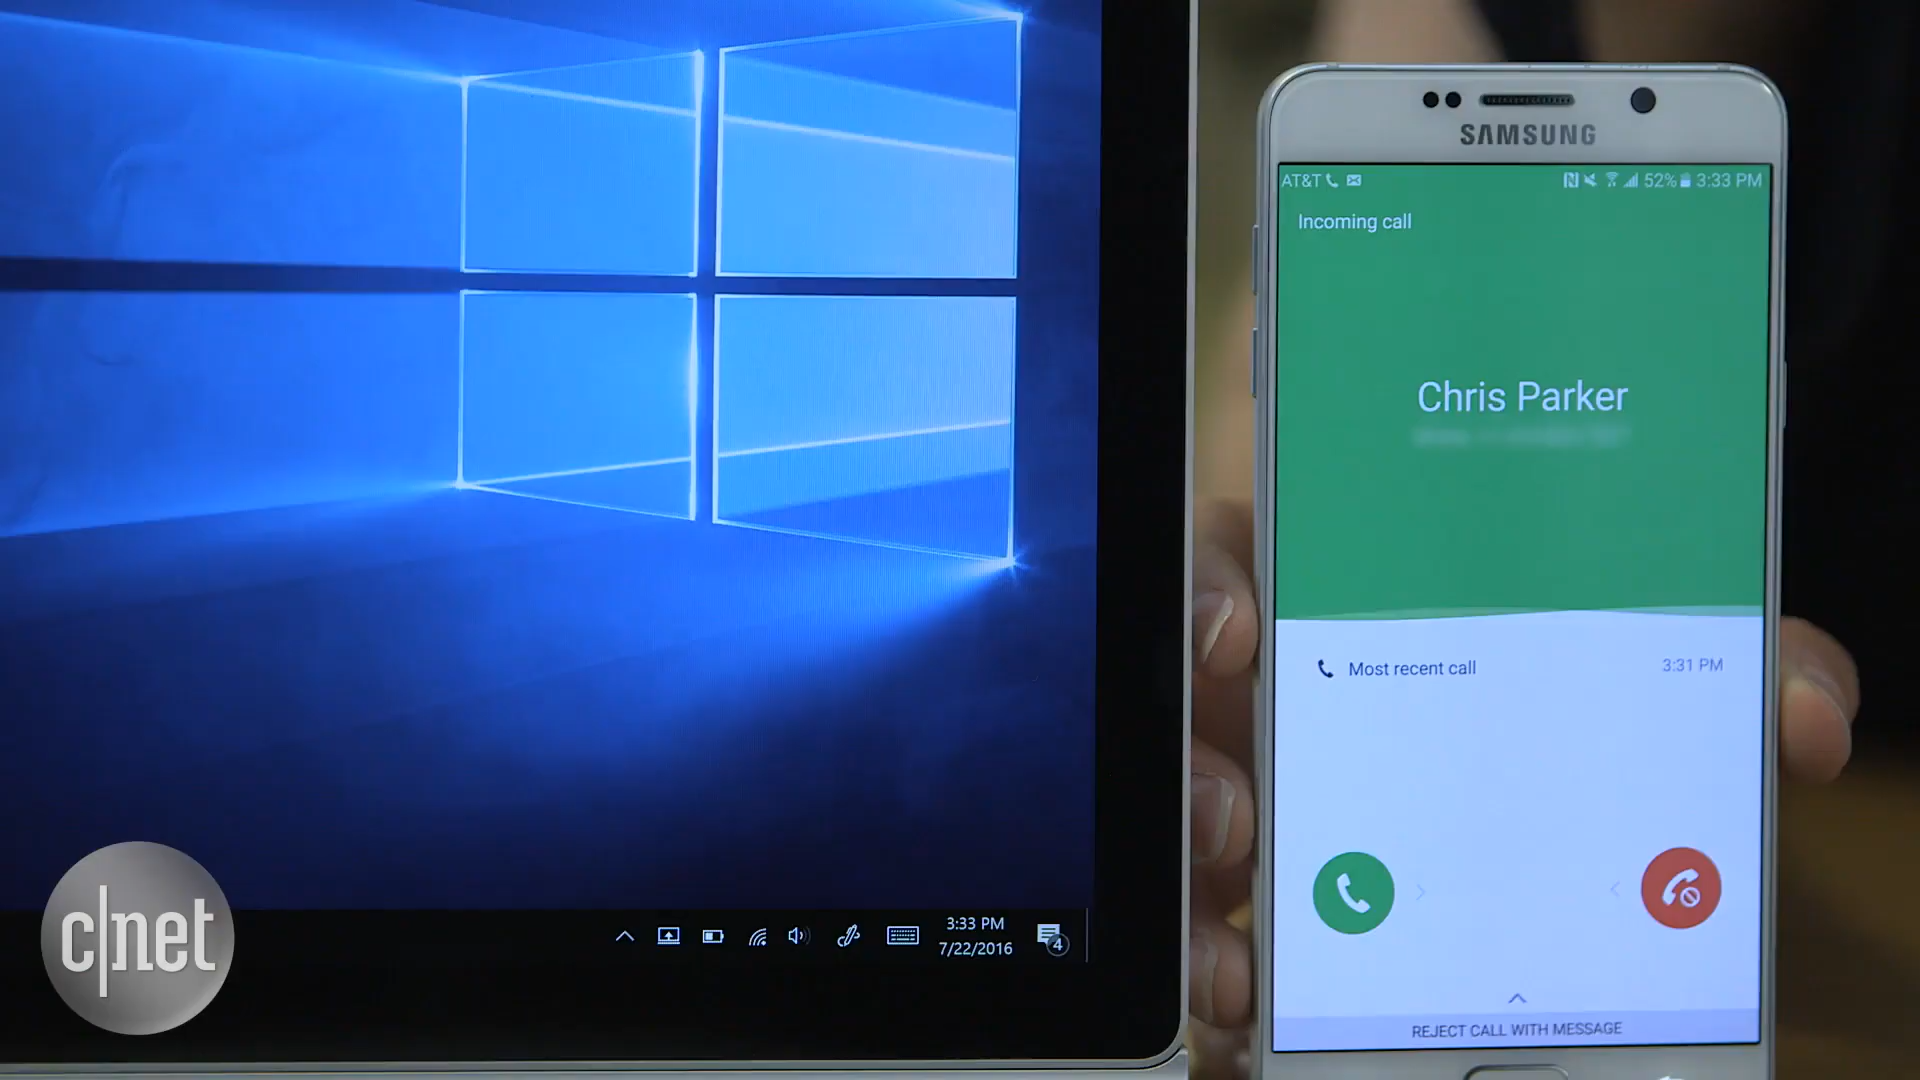 SAMSUNG
AT&T
52% 3:33 PM
Incoming call
Chris Parker
Most recent call
3:31 PM
REJECT CALL WITH MESSAGE
3:33 PM
7/22/2016
4
c|net